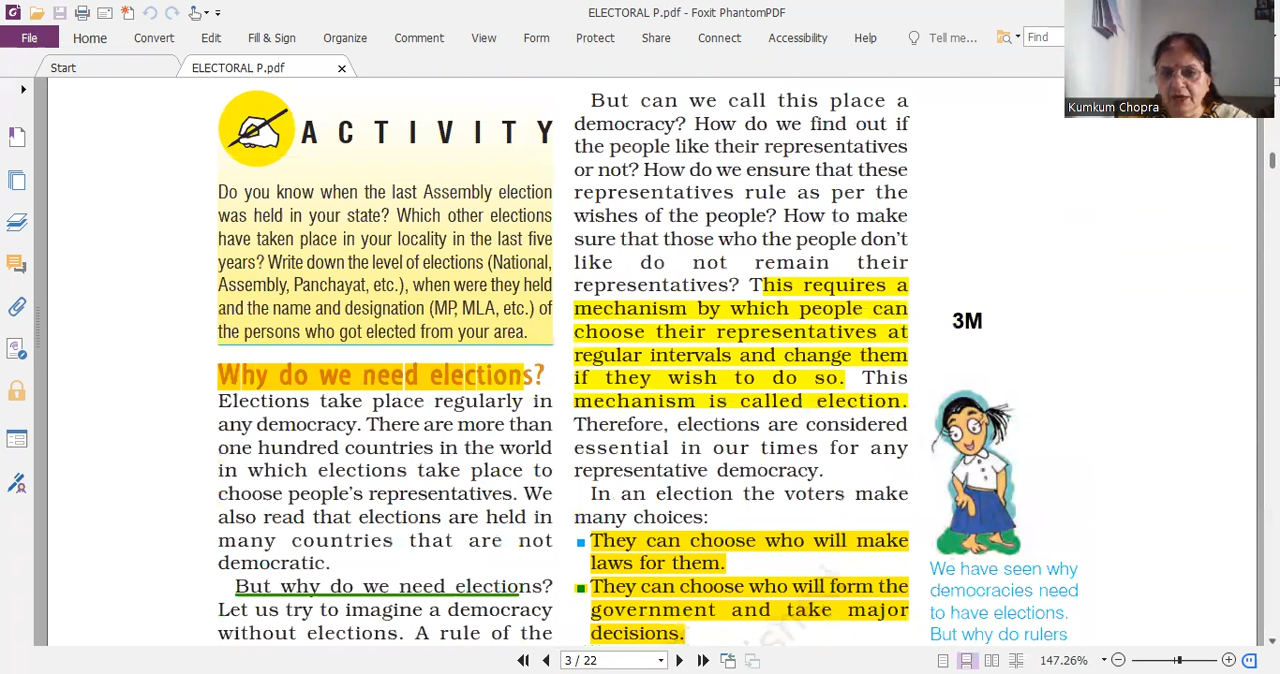 ELECTORAL P.pdf - Foxit PhantomPDF
File Home Convert Edit Fill & Sign Organize Comment View Form Protect Share Connect Accessibility Help Tell me... Find
Start ELECTORAL P.pdf
Kumkum Chopra
ACTIVITY
Do you know when the last Assembly election
was held in your state? Which other elections
have taken place in your locality in the last five
years? Write down the level of elections (National,
Assembly, Panchayat, etc.), when were they held
and the name and designation (MP, MLA, etc.) of
the persons who got elected from your area.
Why do we need elections?
Elections take place regularly in
any democracy. There are more than
one hundred countries in the world
in which elections take place to
choose people's representatives. We
also read that elections are held in
many countries that are not
democratic.
But why do we need elections?
Let us try to imagine a democracy
without elections. A rule of the
But can we call this place a
democracy? How do we find out if
the people like their representatives
or not? How do we ensure that these
representatives rule as per the
wishes of the people? How to make
sure that those who the people don't
like do not remain their
representatives? This requires a
mechanism by which people can
choose their representatives at
regular intervals and change them
if they wish to do so. This
mechanism is called election.
Therefore, elections are considered
essential in our times for any
representative democracy.
In an election the voters make
many choices:
They can choose who will make
laws for them.
They can choose who will form the
government and take major
decisions.
3M
We have seen why
democracies need
to have elections.
But why do rulers
3 / 22
147.26%